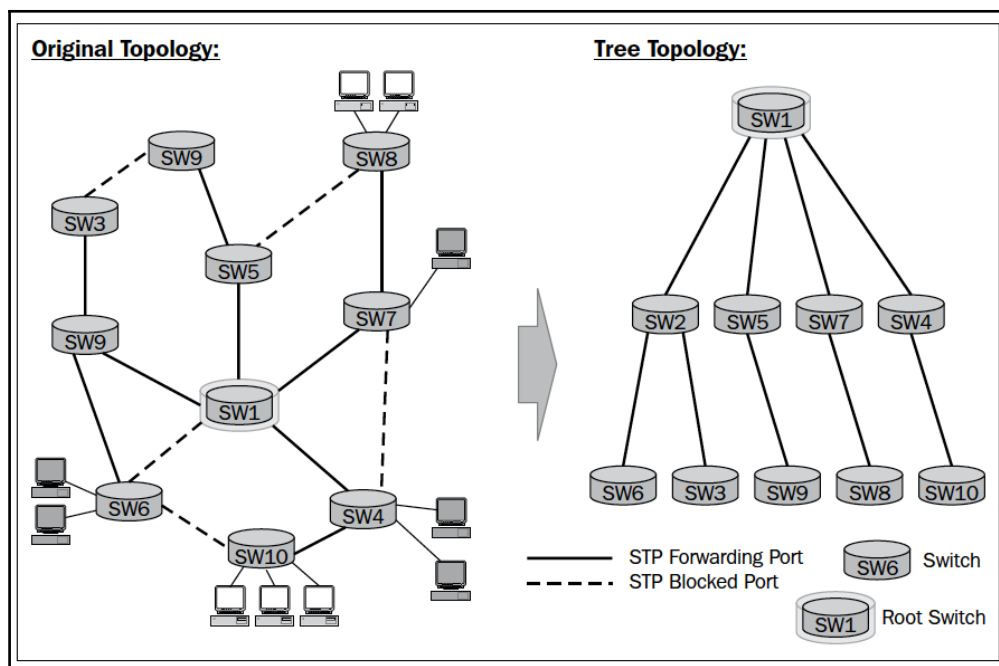 Original Topology:
SW9
SW8
SW3
SW5
SW9
SW7
SW1
SW6
SW4
SW10
Tree Topology:
SW1
SW2 SW5 SW7 SW4
SW6 SW3 SW9 SW8 SW10
STP Forwarding Port
STP Blocked Port
SW6 Switch
SW1 Root Switch